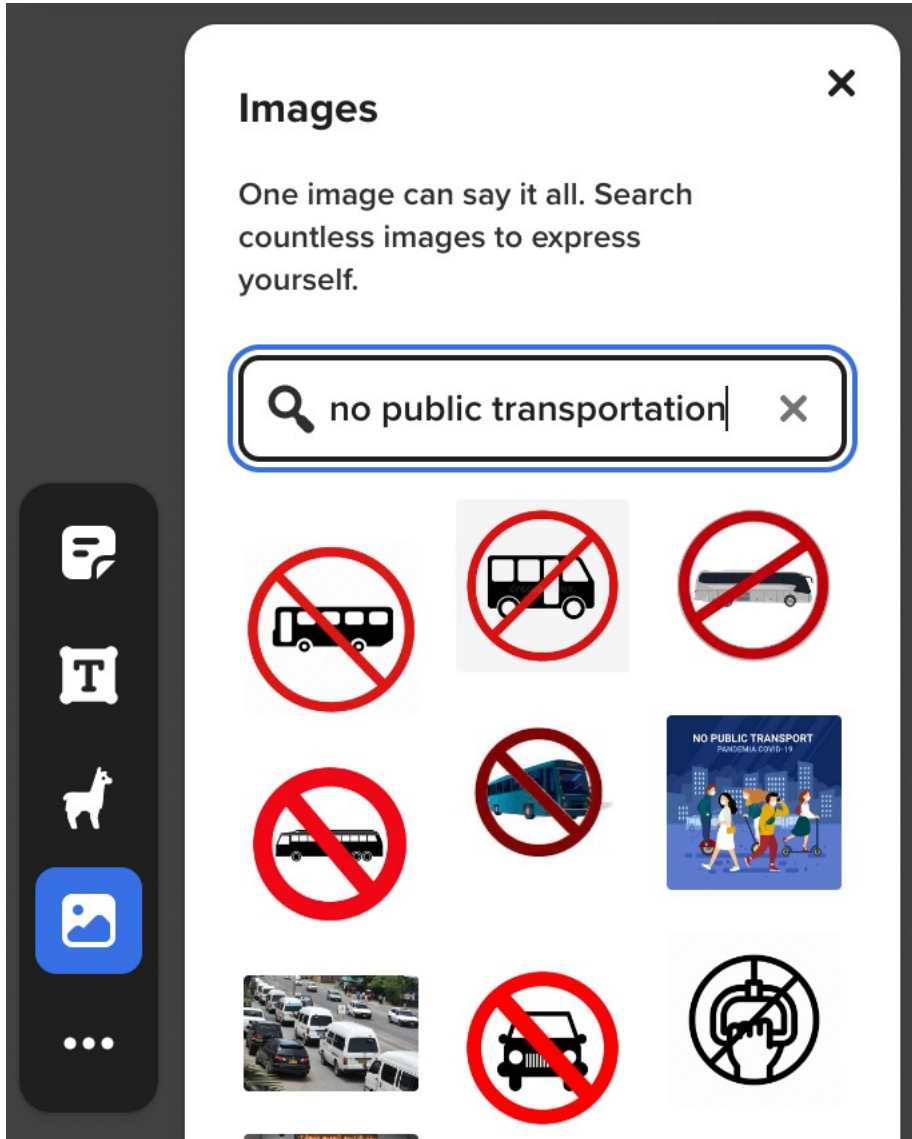 Images
One image can say it all. Search
countless images to express
yourself.
no public transportation
NO PUBLIC TRANSPORT
PANDEMIA COVID-19
T